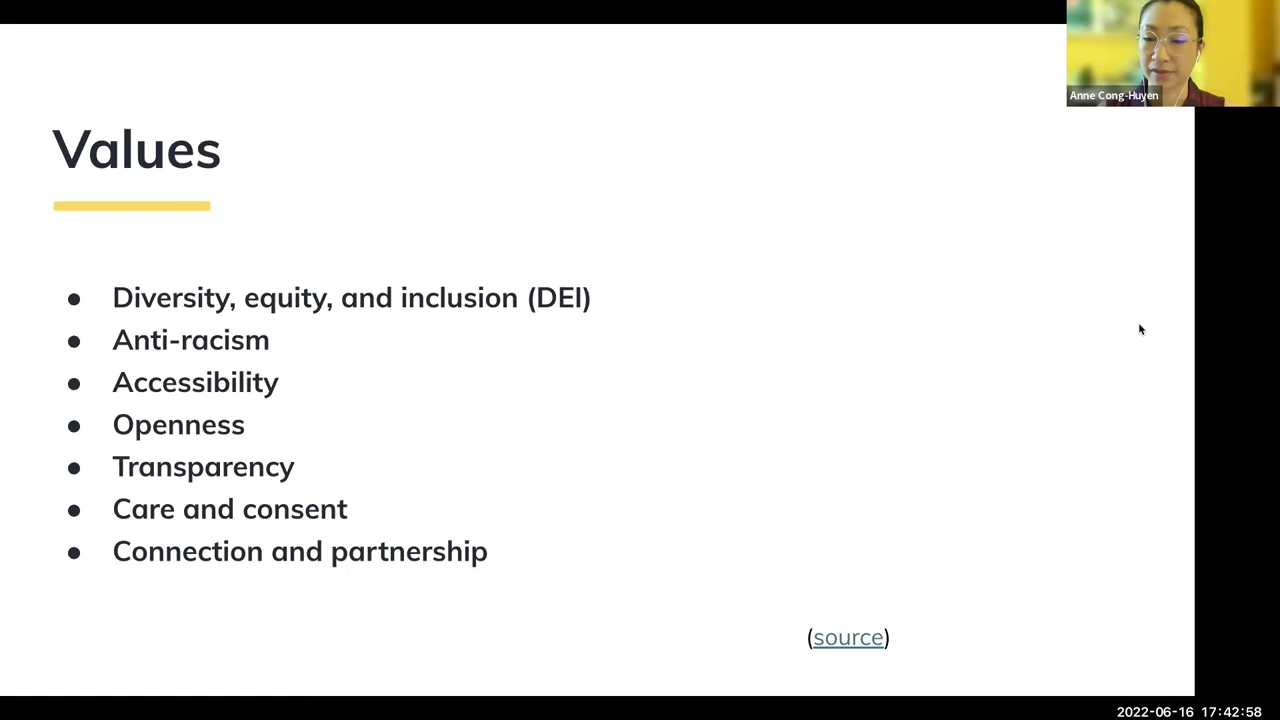 Anne Cong-Huyen
Values
● Diversity, equity, and inclusion (DEI)
● Anti-racism
● Accessibility
● Openness
● Transparency
● Care and consent
● Connection and partnership
(source)
2022-06-16 17:42:58